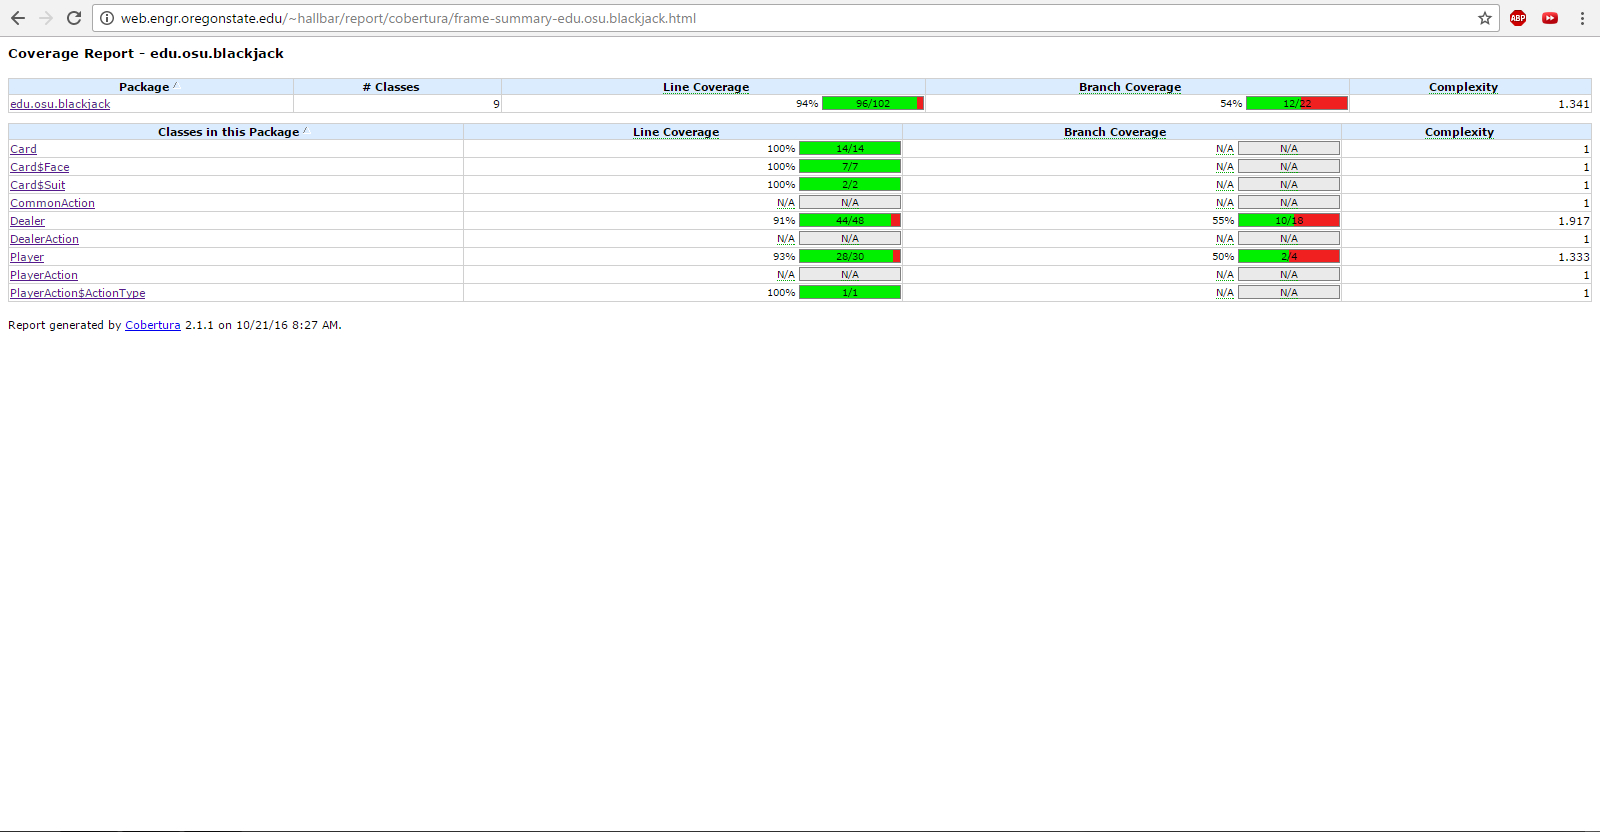 web.engr.oregonstate.edu/~hallbar/report/cobertura/frame-summary-edu.osu.blackjack.html
ABP
Coverage Report - edu.osu.blackjack
Package # Classes Line Coverage Branch Coverage Complexity
edu.osu.blackjack 9 94% 96/102 54% 12/22 1.341
Classes in this Package Line Coverage Branch Coverage Complexity
Card 100% 14/14 N/A N/A 1
Card$Face 100% 7/7 N/A N/A 1
Card$Suit 100% 2/2 N/A N/A 1
CommonAction N/A N/A N/A N/A 1
Dealer 91% 44/48 55% 10/18 1.917
DealerAction N/A N/A N/A N/A 1
Player 93% 28/30 50% 2/4 1.333
PlayerAction N/A N/A N/A N/A 1
PlayerAction$ActionType 100% 1/1 N/A N/A 1
Report generated by Cobertura 2.1.1 on 10/21/16 8:27 AM.